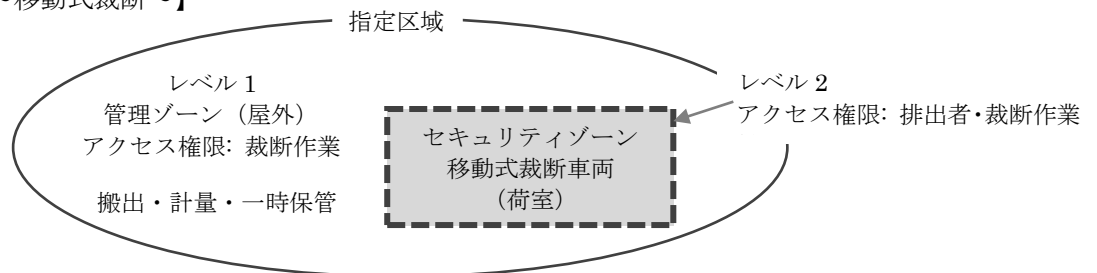 移動式裁断
指定区域
レベル 1
管理ゾーン（屋外）
アクセス権限: 裁断作業
搬出・計量・一時保管
セキュリティゾーン
移動式裁断車両
（荷室）
レベル 2
アクセス権限: 排出者・裁断作業